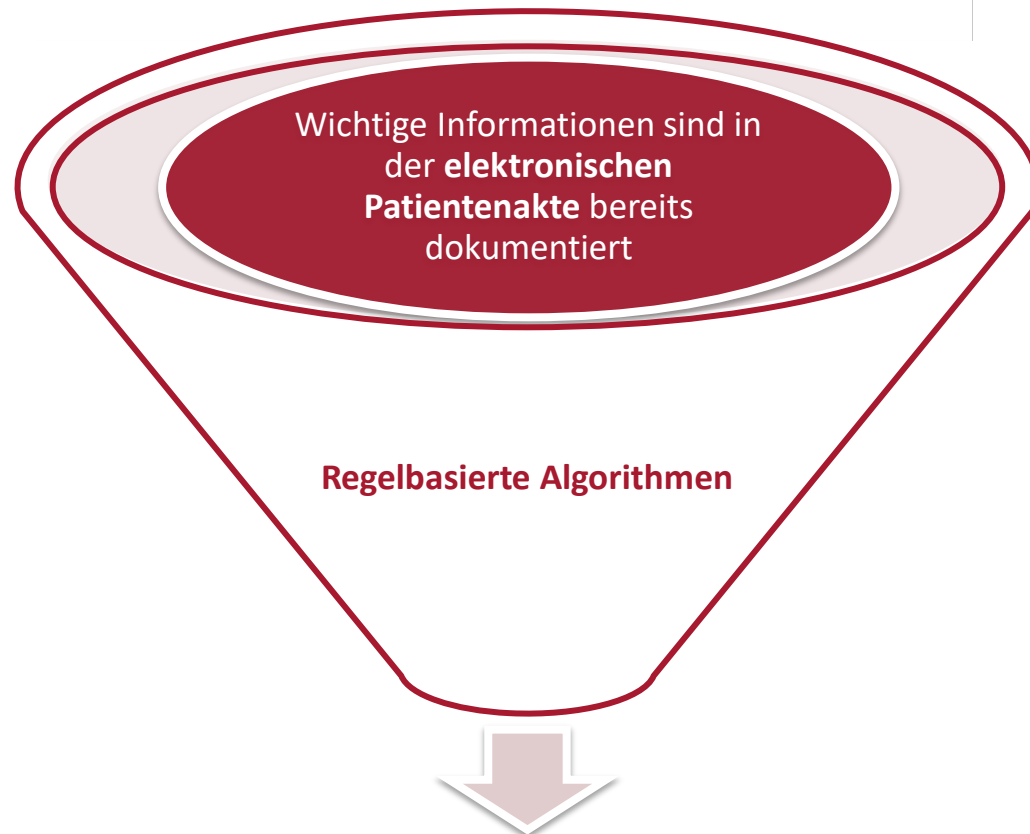 Wichtige Informationen sind in
der elektronischen
Patientenakte bereits
dokumentiert
Regelbasierte Algorithmen